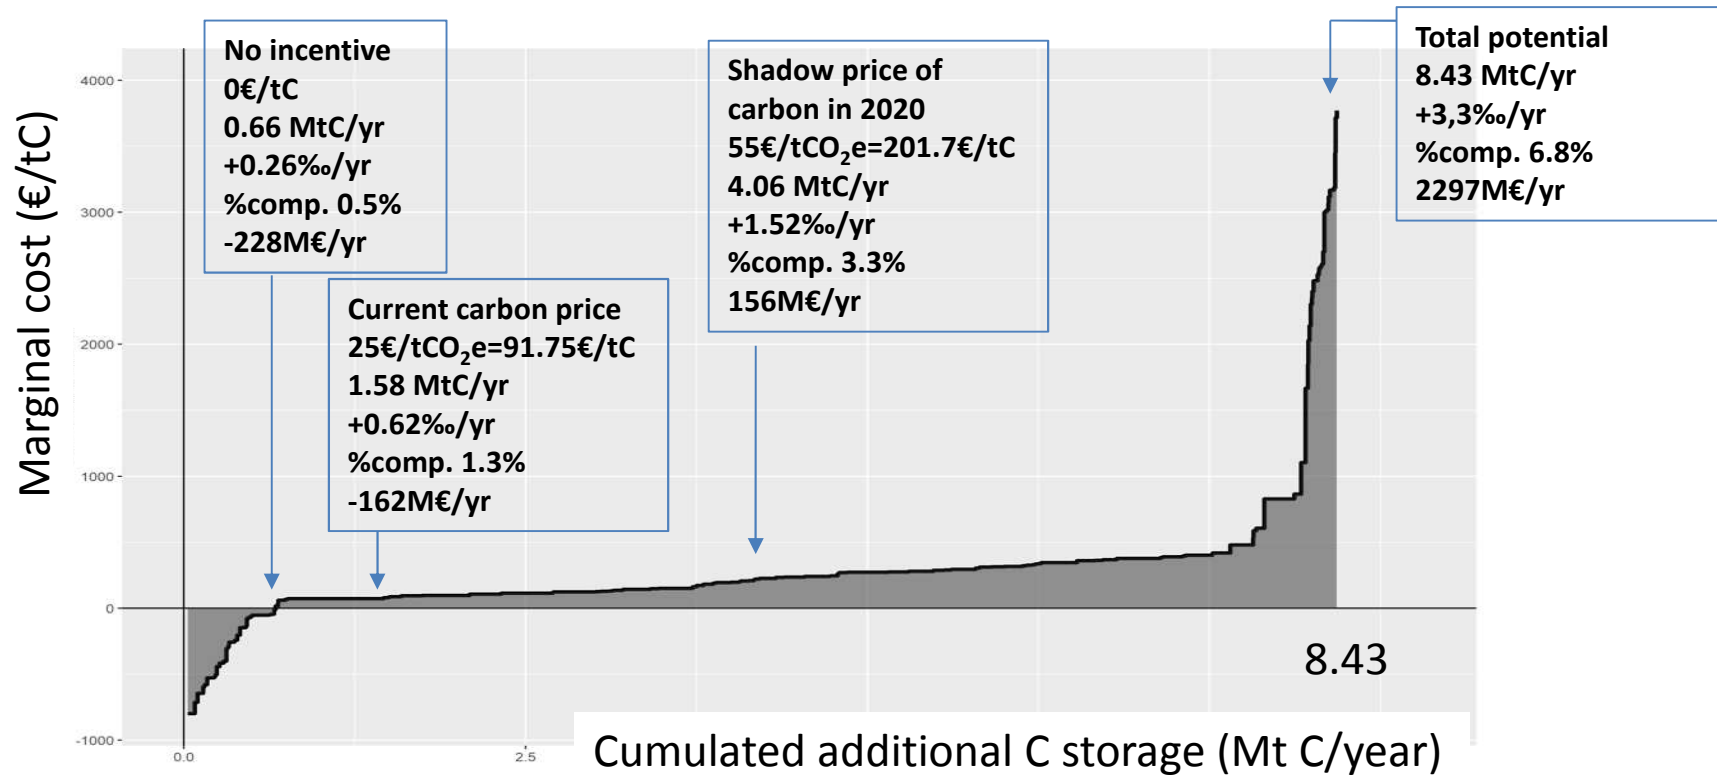 No incentive
0€/tC
0.66 MtC/yr
+0.26‰/yr
%comp. 0.5%
-228M€/yr
Current carbon price
25€/tCO₂e=91.75€/tC
1.58 MtC/yr
+0.62‰/yr
%comp. 1.3%
-162M€/yr
Shadow price of
carbon in 2020
55€/tCO₂e=201.7€/tC
4.06 MtC/yr
+1.52‰/yr
%comp. 3.3%
156M€/yr
Total potential
8.43 MtC/yr
+3,3‰/yr
%comp. 6.8%
2297M€/yr
Marginal cost (€/tC)
4000
3000
2000
1000
0
-1000
0.0
2.5
8.43
Cumulated additional C storage (Mt C/year)